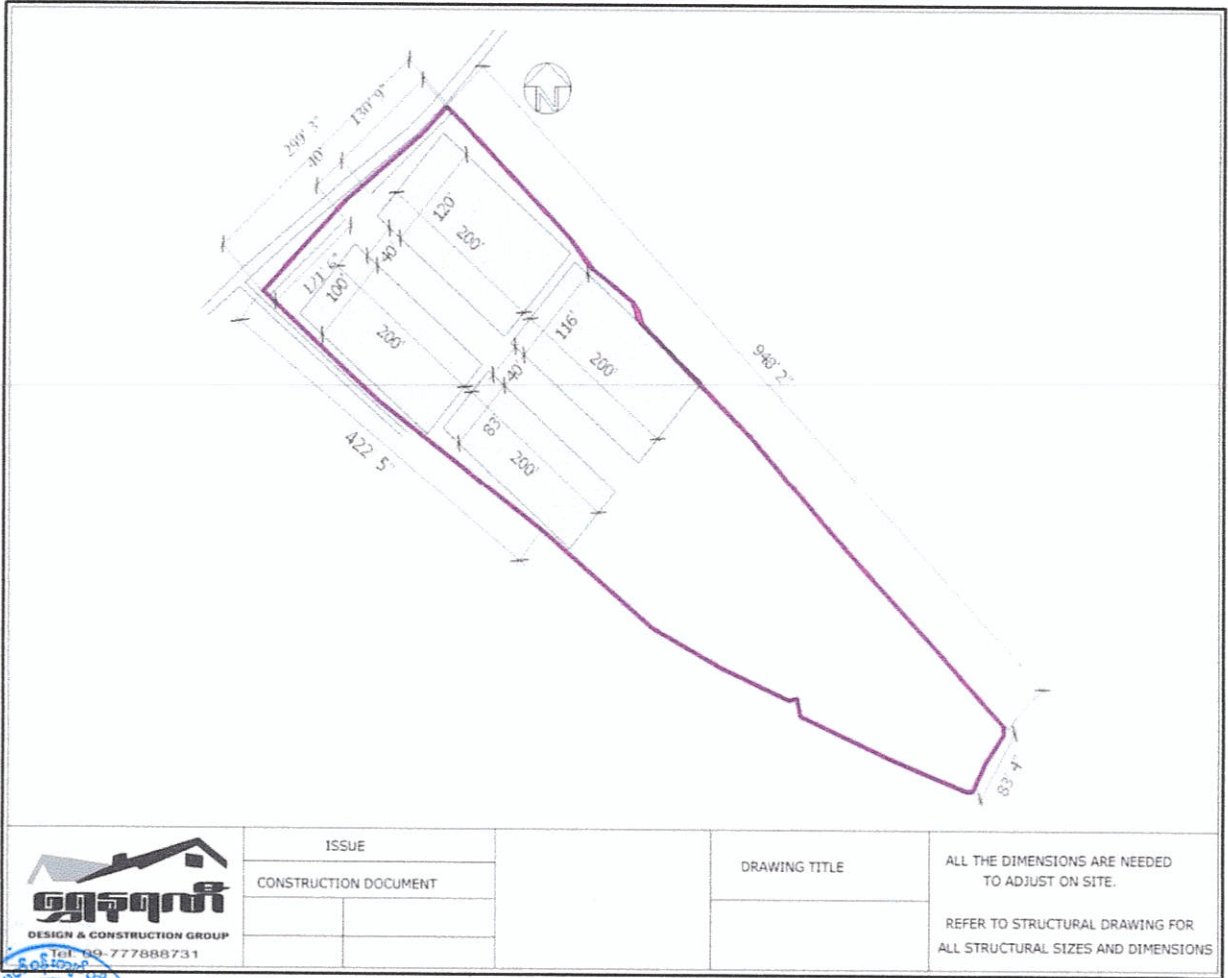 299' 3"
130' 9"
40'
N
120'
200'
40'
171' 6"
100'
200'
116'
200'
40'
83'
200'
422' 5"
940' 2"
83' 4"
DESIGN & CONSTRUCTION GROUP
Tel: 09-777888731
ISSUE
CONSTRUCTION DOCUMENT
DRAWING TITLE
ALL THE DIMENSIONS ARE NEEDED
TO ADJUST ON SITE.
REFER TO STRUCTURAL DRAWING FOR
ALL STRUCTURAL SIZES AND DIMENSIONS